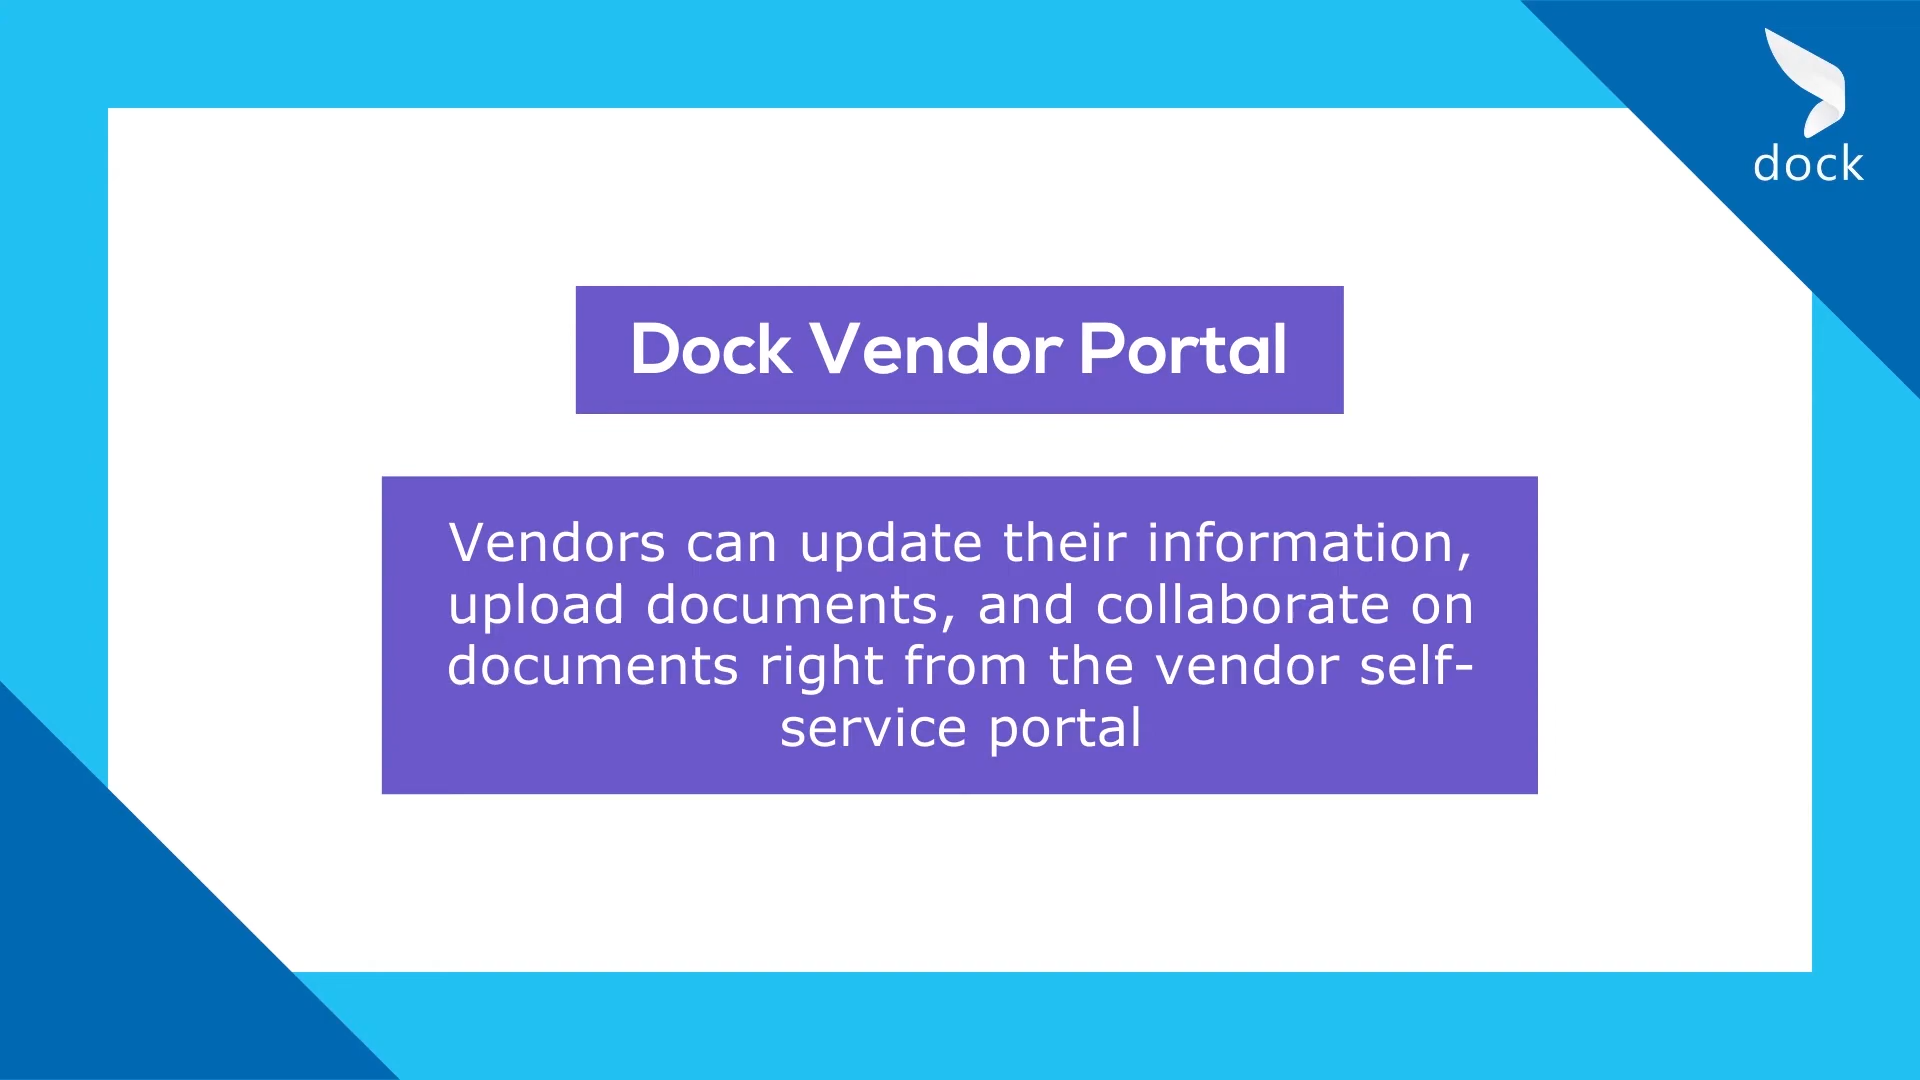 dock
Dock Vendor Portal
Vendors can update their information,
upload documents, and collaborate on
documents right from the vendor self-
service portal